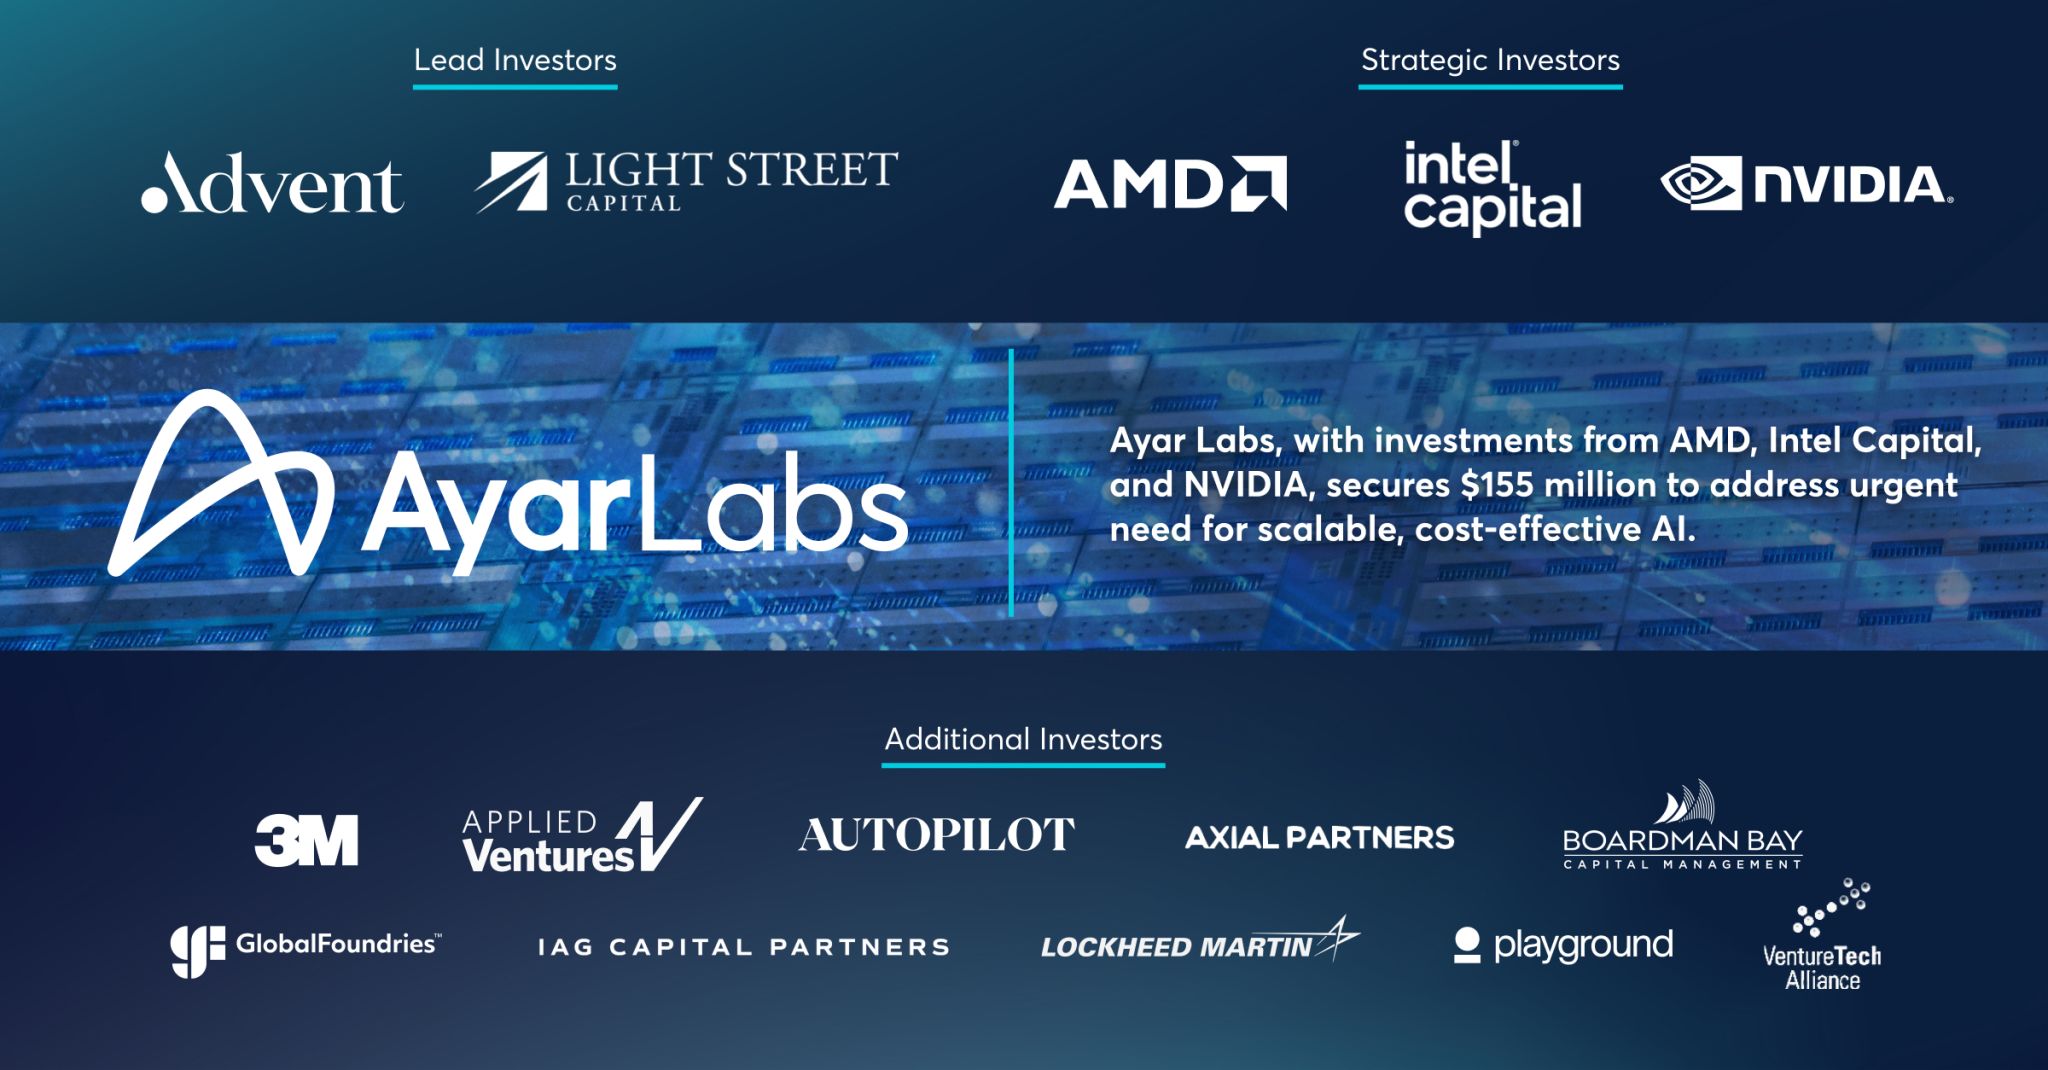 Lead Investors
Strategic Investors
Advent
LIGHT STREET
CAPITAL
AMD
intel®
capital
NVIDIA®
AyarLabs
Ayar Labs, with investments from AMD, Intel Capital,
and NVIDIA, secures $155 million to address urgent
need for scalable, cost-effective AI.
Additional Investors
3M
APPLIED
Ventures
AUTOPILOT
AXIAL PARTNERS
BOARDMAN BAY
CAPITAL MANAGEMENT
GlobalFoundries™
IAG CAPITAL PARTNERS
LOCKHEED MARTIN
playground
VentureTech
Alliance